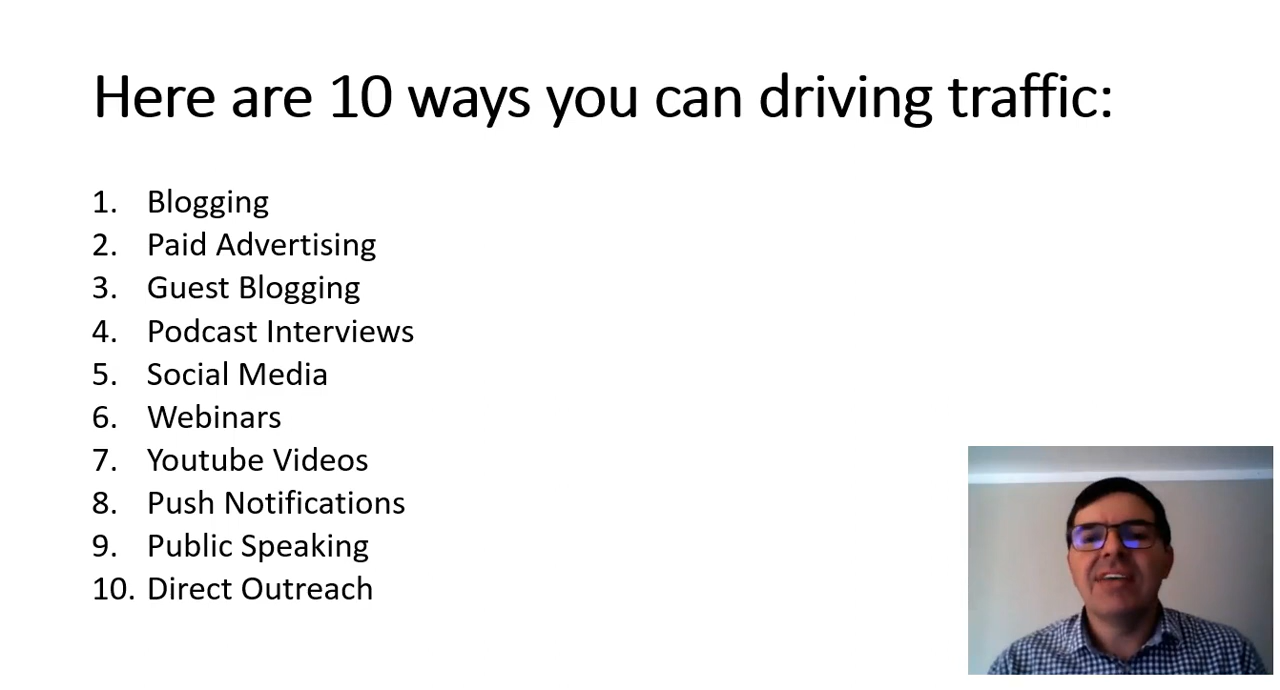 Here are 10 ways you can driving traffic:
1. Blogging
2. Paid Advertising
3. Guest Blogging
4. Podcast Interviews
5. Social Media
6. Webinars
7. Youtube Videos
8. Push Notifications
9. Public Speaking
10. Direct Outreach